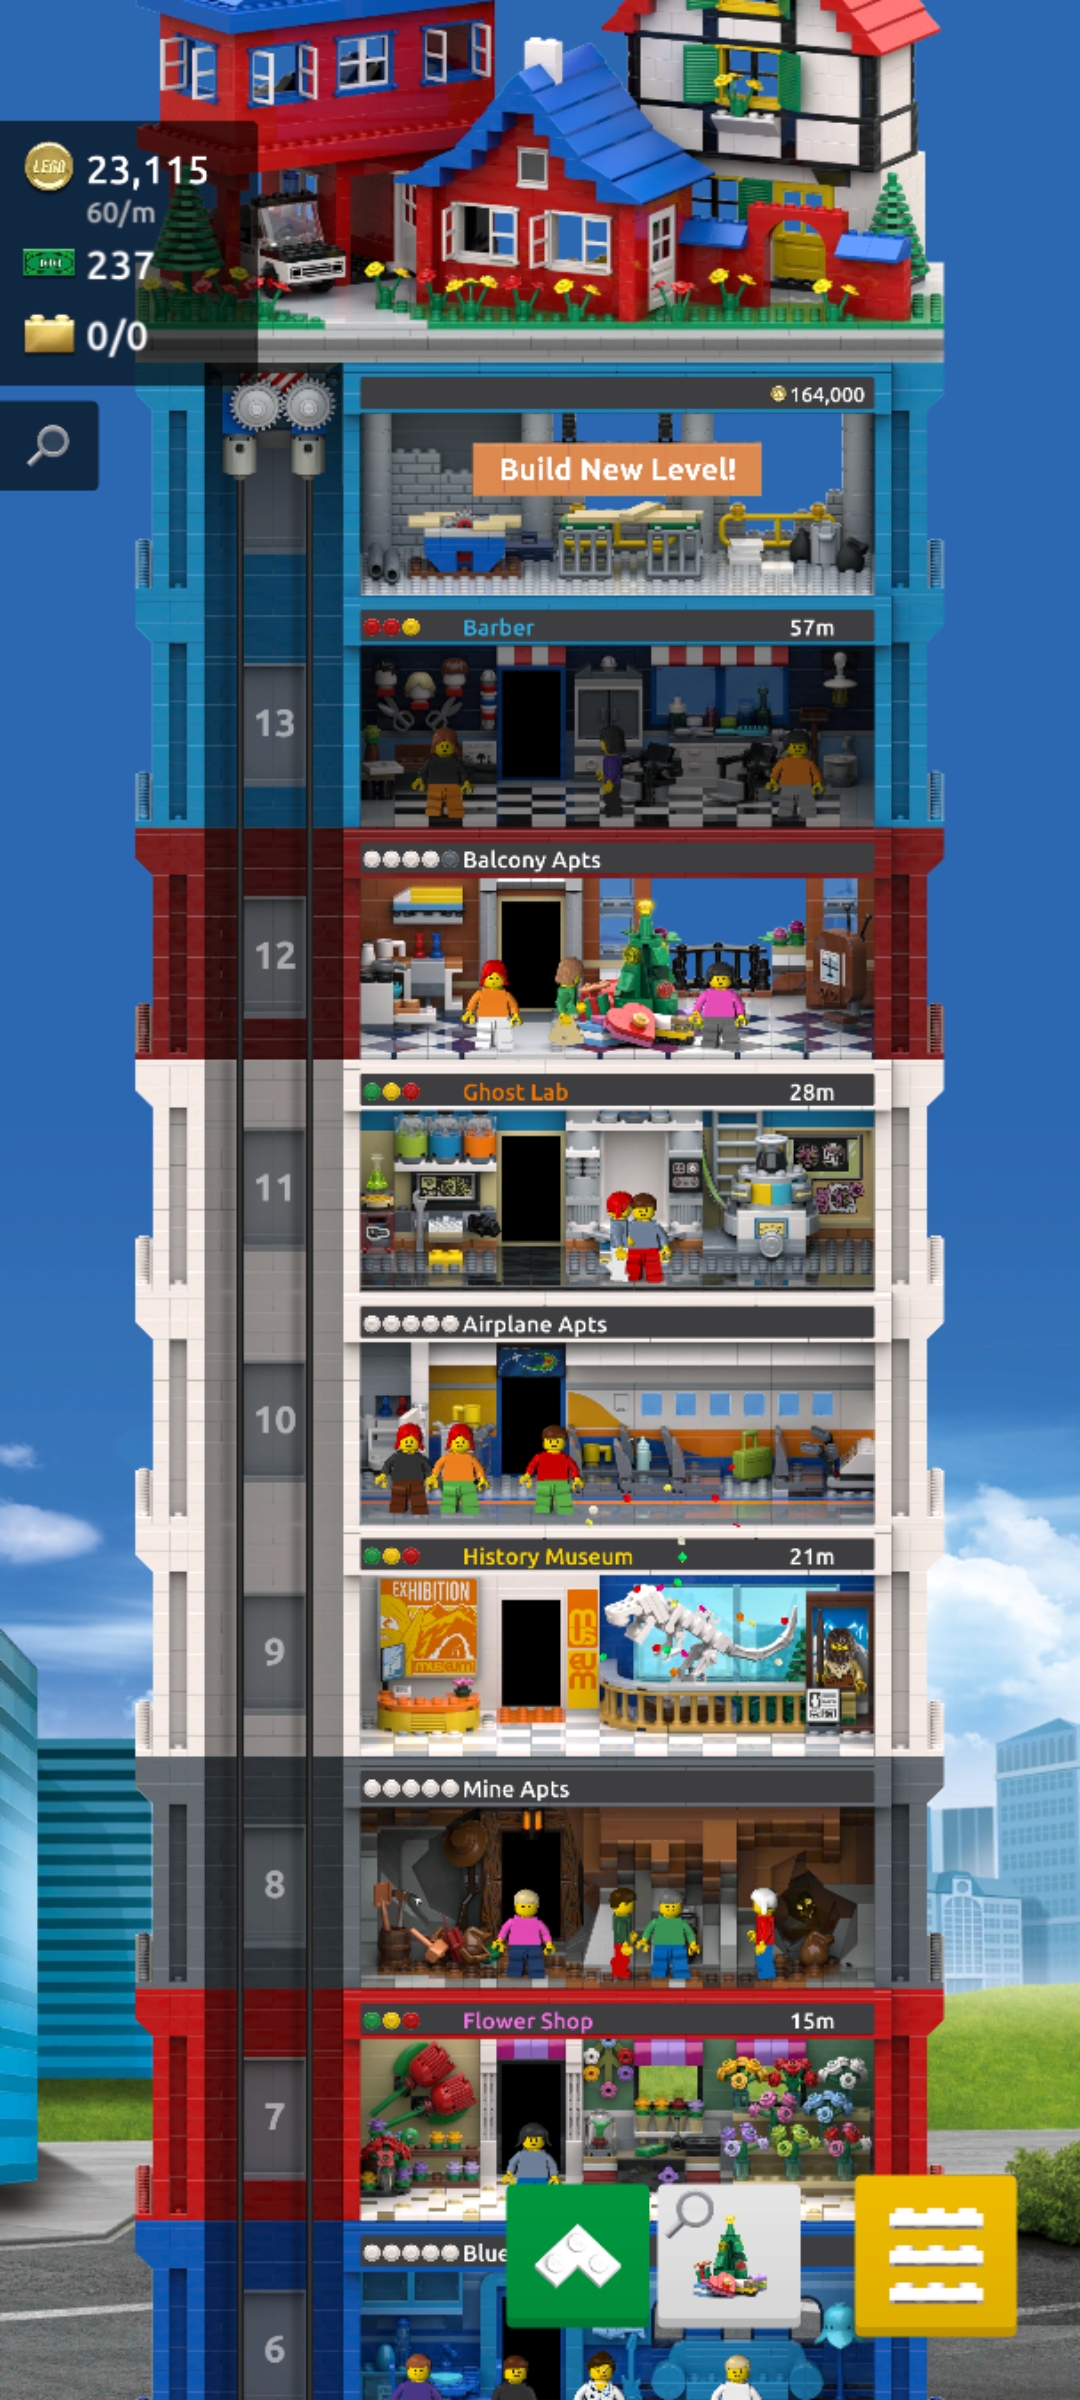 LEGO 23,115
60/m
237
0/0
164,000
Build New Level!
Barber 57m
13
Balcony Apts
12
Ghost Lab 28m
11
Airplane Apts
10
History Museum 21m
EXHIBITION
museum
mus
eum
9
Mine Apts
8
Flower Shop 15m
7
Blue
6